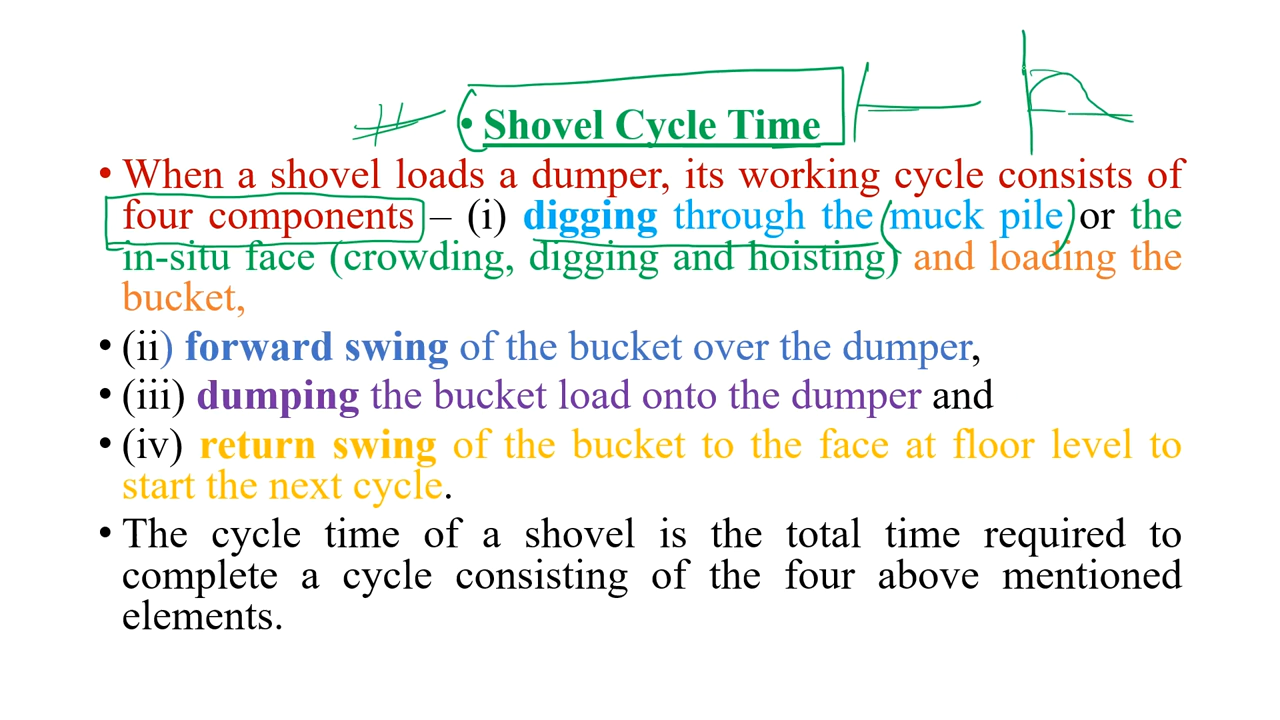 • Shovel Cycle Time
• When a shovel loads a dumper, its working cycle consists of
four components – (i) digging through the muck pile or the
in-situ face (crowding, digging and hoisting) and loading the
bucket,
• (ii) forward swing of the bucket over the dumper,
• (iii) dumping the bucket load onto the dumper and
• (iv) return swing of the bucket to the face at floor level to
start the next cycle.
• The cycle time of a shovel is the total time required to
complete a cycle consisting of the four above mentioned
elements.